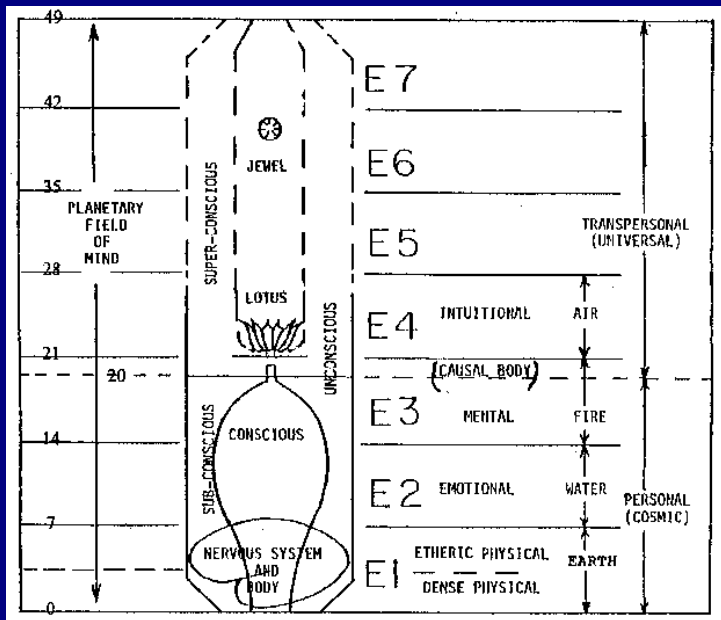 49
E7
42
JEWEL
E6
35
PLANETARY
FIELD
OF
MIND
SUPER-CONSCIOUS
TRANSPERSONAL
(UNIVERSAL)
E5
28
LOTUS
UNCONSCIOUS
E4
INTUITIONAL
AIR
21
(CAUSAL BODY)
20
E3
MENTAL
FIRE
SUB-CONSCIOUS
CONSCIOUS
14
E2
EMOTIONAL
WATER
PERSONAL
(COSMIC)
7
NERVOUS SYSTEM
AND
BODY
E1
ETHERIC PHYSICAL
DENSE PHYSICAL
EARTH
0